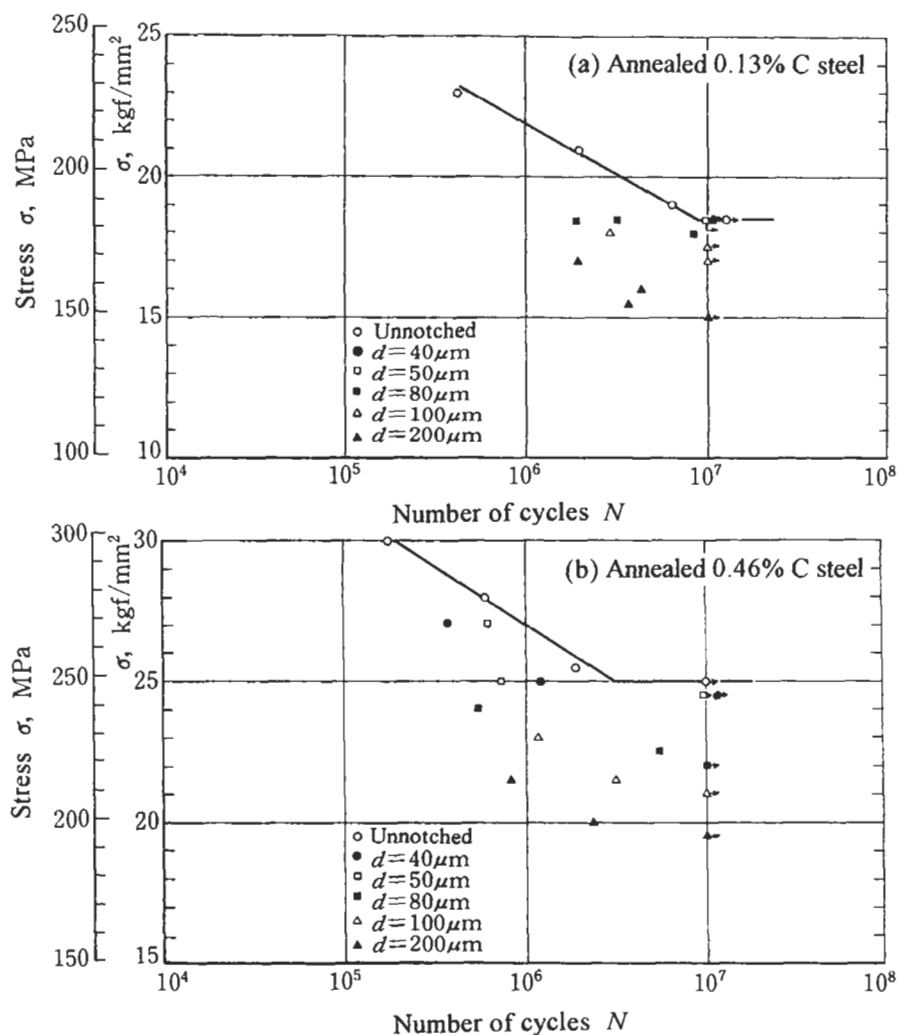 (a) Annealed 0.13% C steel
Stress σ, MPa
250
200
150
100
σ, kgf/mm²
25
20
15
10
○ Unnotched
● d=40μm
□ d=50μm
■ d=80μm
△ d=100μm
▲ d=200μm
10⁴ 10⁵ 10⁶ 10⁷ 10⁸
Number of cycles N
(b) Annealed 0.46% C steel
Stress σ, MPa
300
250
200
150
σ, kgf/mm²
30
25
20
15
○ Unnotched
● d=40μm
□ d=50μm
■ d=80μm
△ d=100μm
▲ d=200μm
10⁴ 10⁵ 10⁶ 10⁷ 10⁸
Number of cycles N